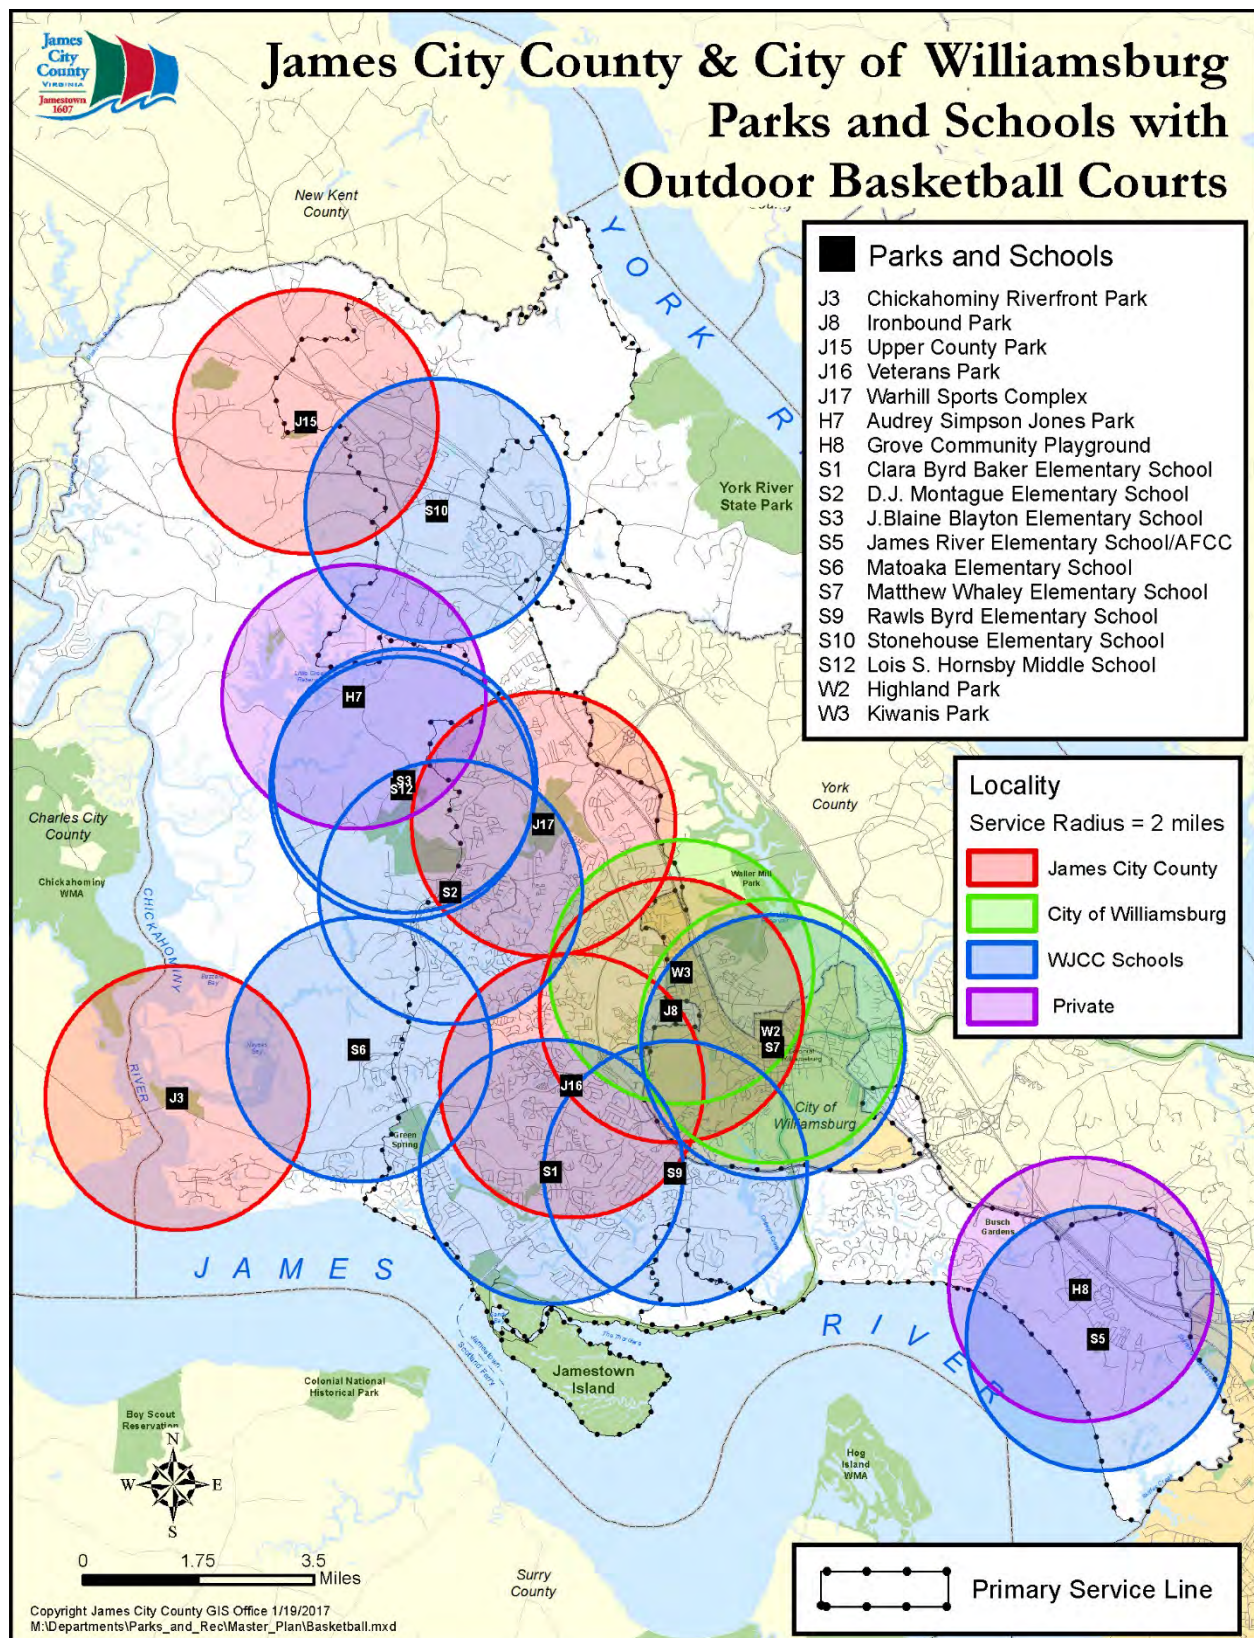 James
City
County
VIRGINIA
Jamestown
1607
James City County & City of Williamsburg
Parks and Schools with
Outdoor Basketball Courts
New Kent
County
YORK R
Parks and Schools
J3 Chickahominy Riverfront Park
J8 Ironbound Park
J15 Upper County Park
J16 Veterans Park
J17 Warhill Sports Complex
H7 Audrey Simpson Jones Park
H8 Grove Community Playground
S1 Clara Byrd Baker Elementary School
S2 D.J. Montague Elementary School
S3 J.Blaine Blayton Elementary School
S5 James River Elementary School/AFCC
S6 Matoaka Elementary School
S7 Matthew Whaley Elementary School
S9 Rawls Byrd Elementary School
S10 Stonehouse Elementary School
S12 Lois S. Hornsby Middle School
W2 Highland Park
W3 Kiwanis Park
J15
S10
York River
State Park
H7
S3
S12
J17
S2
York
County
Charles City
County
Chickahominy
WMA
CHICKAHOMINY
RIVER
Waller Mill
Park
W3
J8
W2
S7
S6
J3
J16
Green
Spring
City of
Williamsburg
S1
S9
Locality
Service Radius = 2 miles
James City County
City of Williamsburg
WJCC Schools
Private
Busch
Gardens
H8
S5
JAMES
RIVER
Jamestown
Scotland Ferry
Jamestown
Island
Colonial National
Historical Park
Boy Scout
Reservation
N
W E
S
Hog
Island
WMA
0 1.75 3.5
Miles
Surry
County
Primary Service Line
Copyright James City County GIS Office 1/19/2017
M:\Departments\Parks_and_Rec\Master_Plan\Basketball.mxd